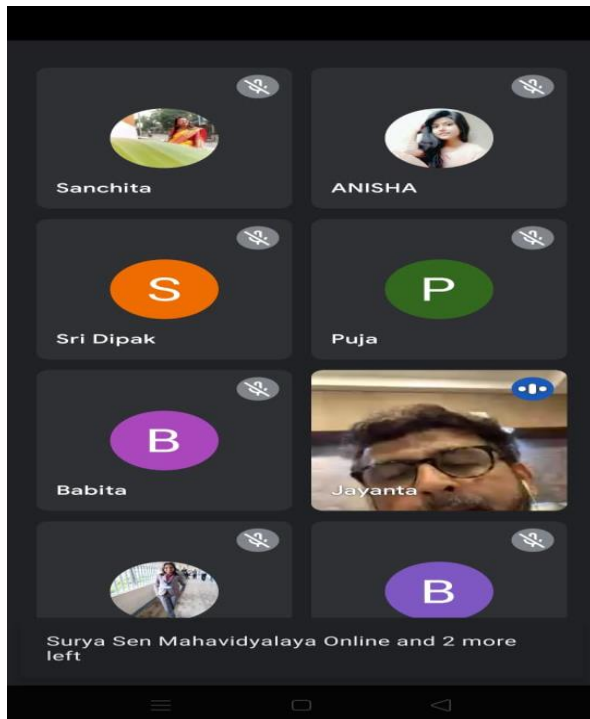 Sanchita
ANISHA
S
P
Sri Dipak
Puja
B
Babita
Jayanta
B
Surya Sen Mahavidyalaya Online and 2 more
left